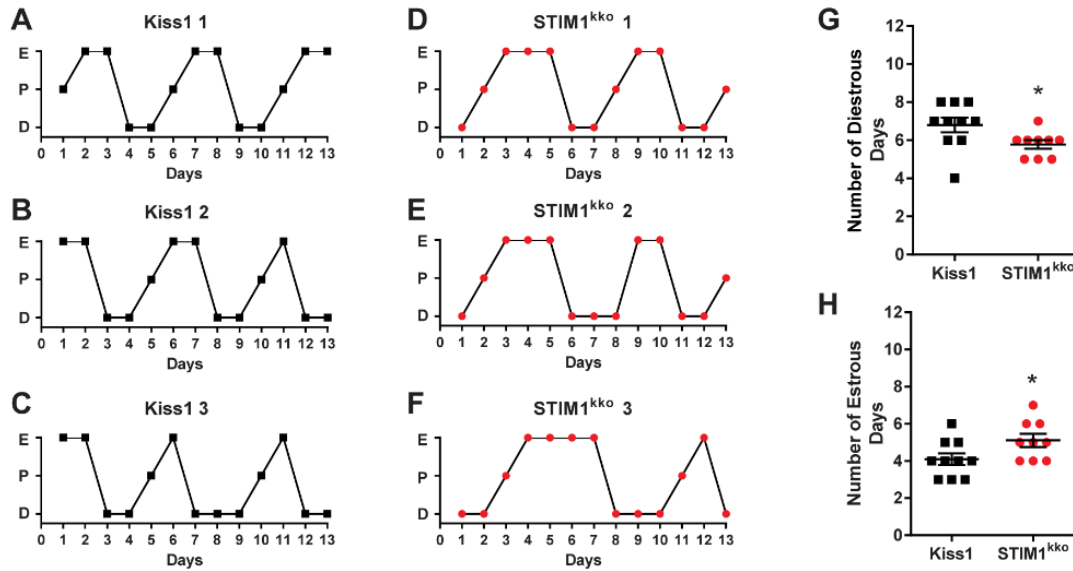 A
Kiss1 1
E
P
D
0 1 2 3 4 5 6 7 8 9 10 11 12 13
Days
B
Kiss1 2
E
P
D
0 1 2 3 4 5 6 7 8 9 10 11 12 13
Days
C
Kiss1 3
E
P
D
0 1 2 3 4 5 6 7 8 9 10 11 12 13
Days
D
STIM1kko 1
E
P
D
0 1 2 3 4 5 6 7 8 9 10 11 12 13
Days
E
STIM1kko 2
E
P
D
0 1 2 3 4 5 6 7 8 9 10 11 12 13
Days
F
STIM1kko 3
E
P
D
0 1 2 3 4 5 6 7 8 9 10 11 12 13
Days
G
Number of Diestrous
Days
12
10
8
6
4
2
0
*
Kiss1 STIM1kko
H
Number of Estrous
Days
12
10
8
6
4
2
0
*
Kiss1 STIM1kko